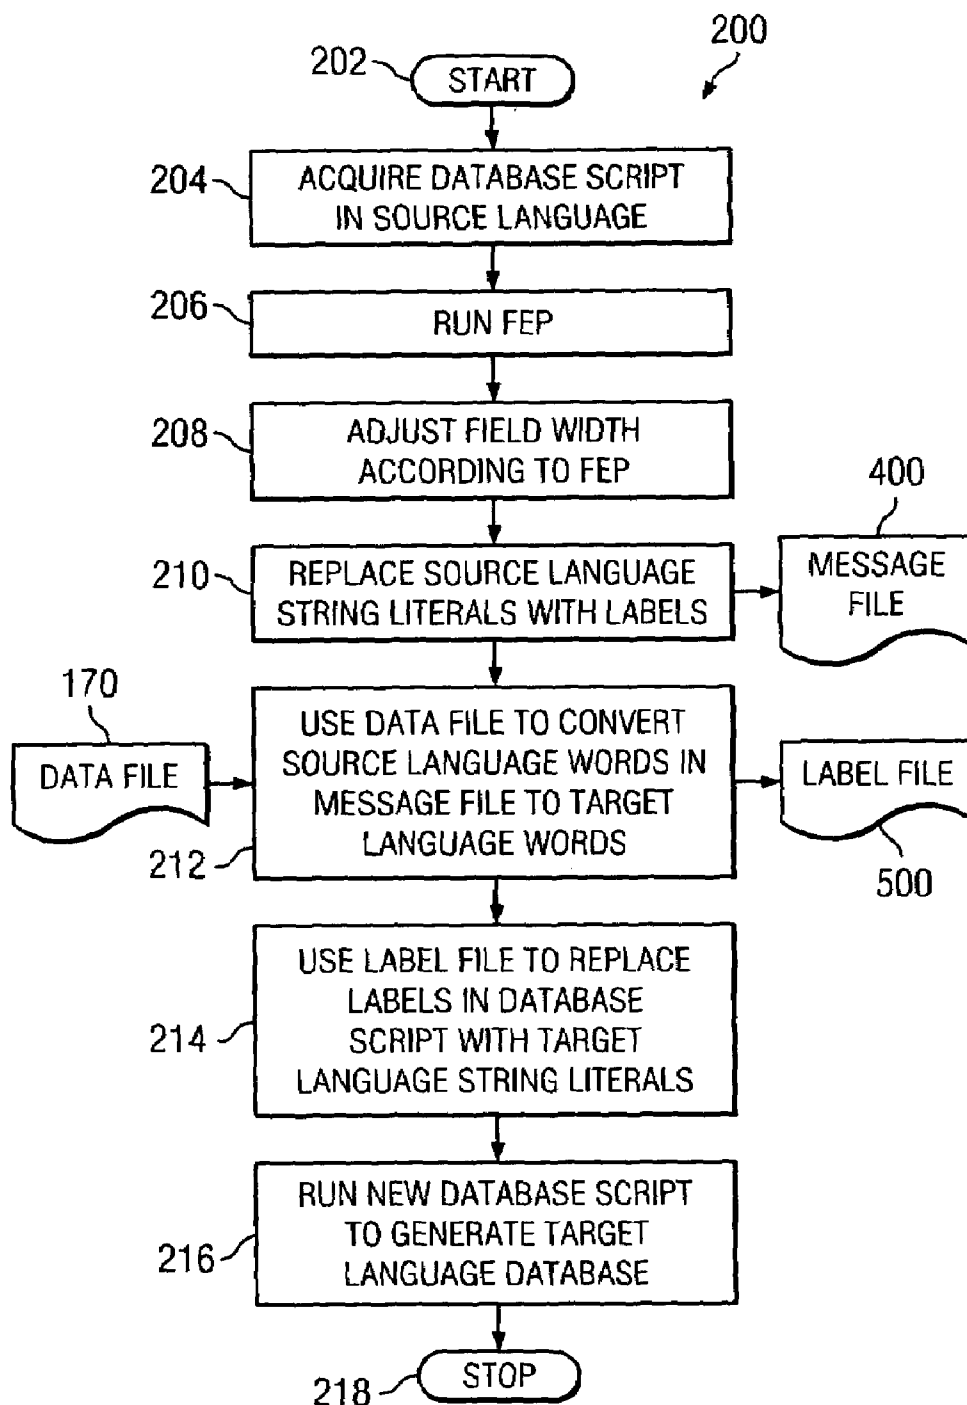 200
202
START
204
ACQUIRE DATABASE SCRIPT
IN SOURCE LANGUAGE
206
RUN FEP
208
ADJUST FIELD WIDTH
ACCORDING TO FEP
400
210
REPLACE SOURCE LANGUAGE
STRING LITERALS WITH LABELS
MESSAGE
FILE
170
DATA FILE
212
USE DATA FILE TO CONVERT
SOURCE LANGUAGE WORDS IN
MESSAGE FILE TO TARGET
LANGUAGE WORDS
LABEL FILE
500
214
USE LABEL FILE TO REPLACE
LABELS IN DATABASE
SCRIPT WITH TARGET
LANGUAGE STRING LITERALS
216
RUN NEW DATABASE SCRIPT
TO GENERATE TARGET
LANGUAGE DATABASE
218
STOP